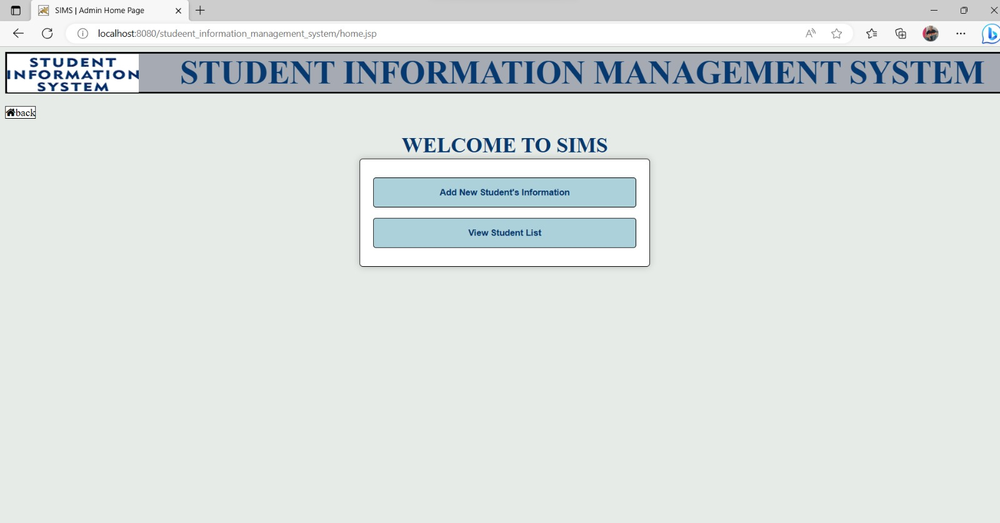 SIMS | Admin Home Page
localhost:8080/studeent_information_management_system/home.jsp
STUDENT
INFORMATION
SYSTEM
STUDENT INFORMATION MANAGEMENT SYSTEM
back
WELCOME TO SIMS
Add New Student's Information
View Student List